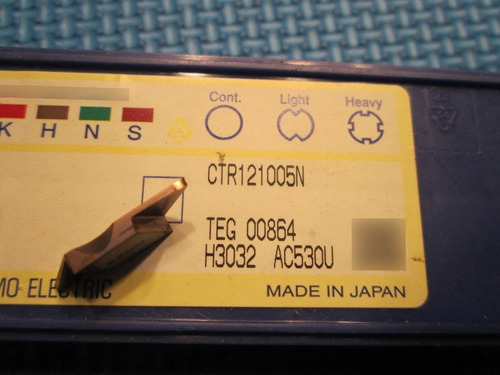 Cont. Light Heavy
K H N S
CTR121005N
TEG 00864
H3032 AC530U
MO ELECTRIC
MADE IN JAPAN